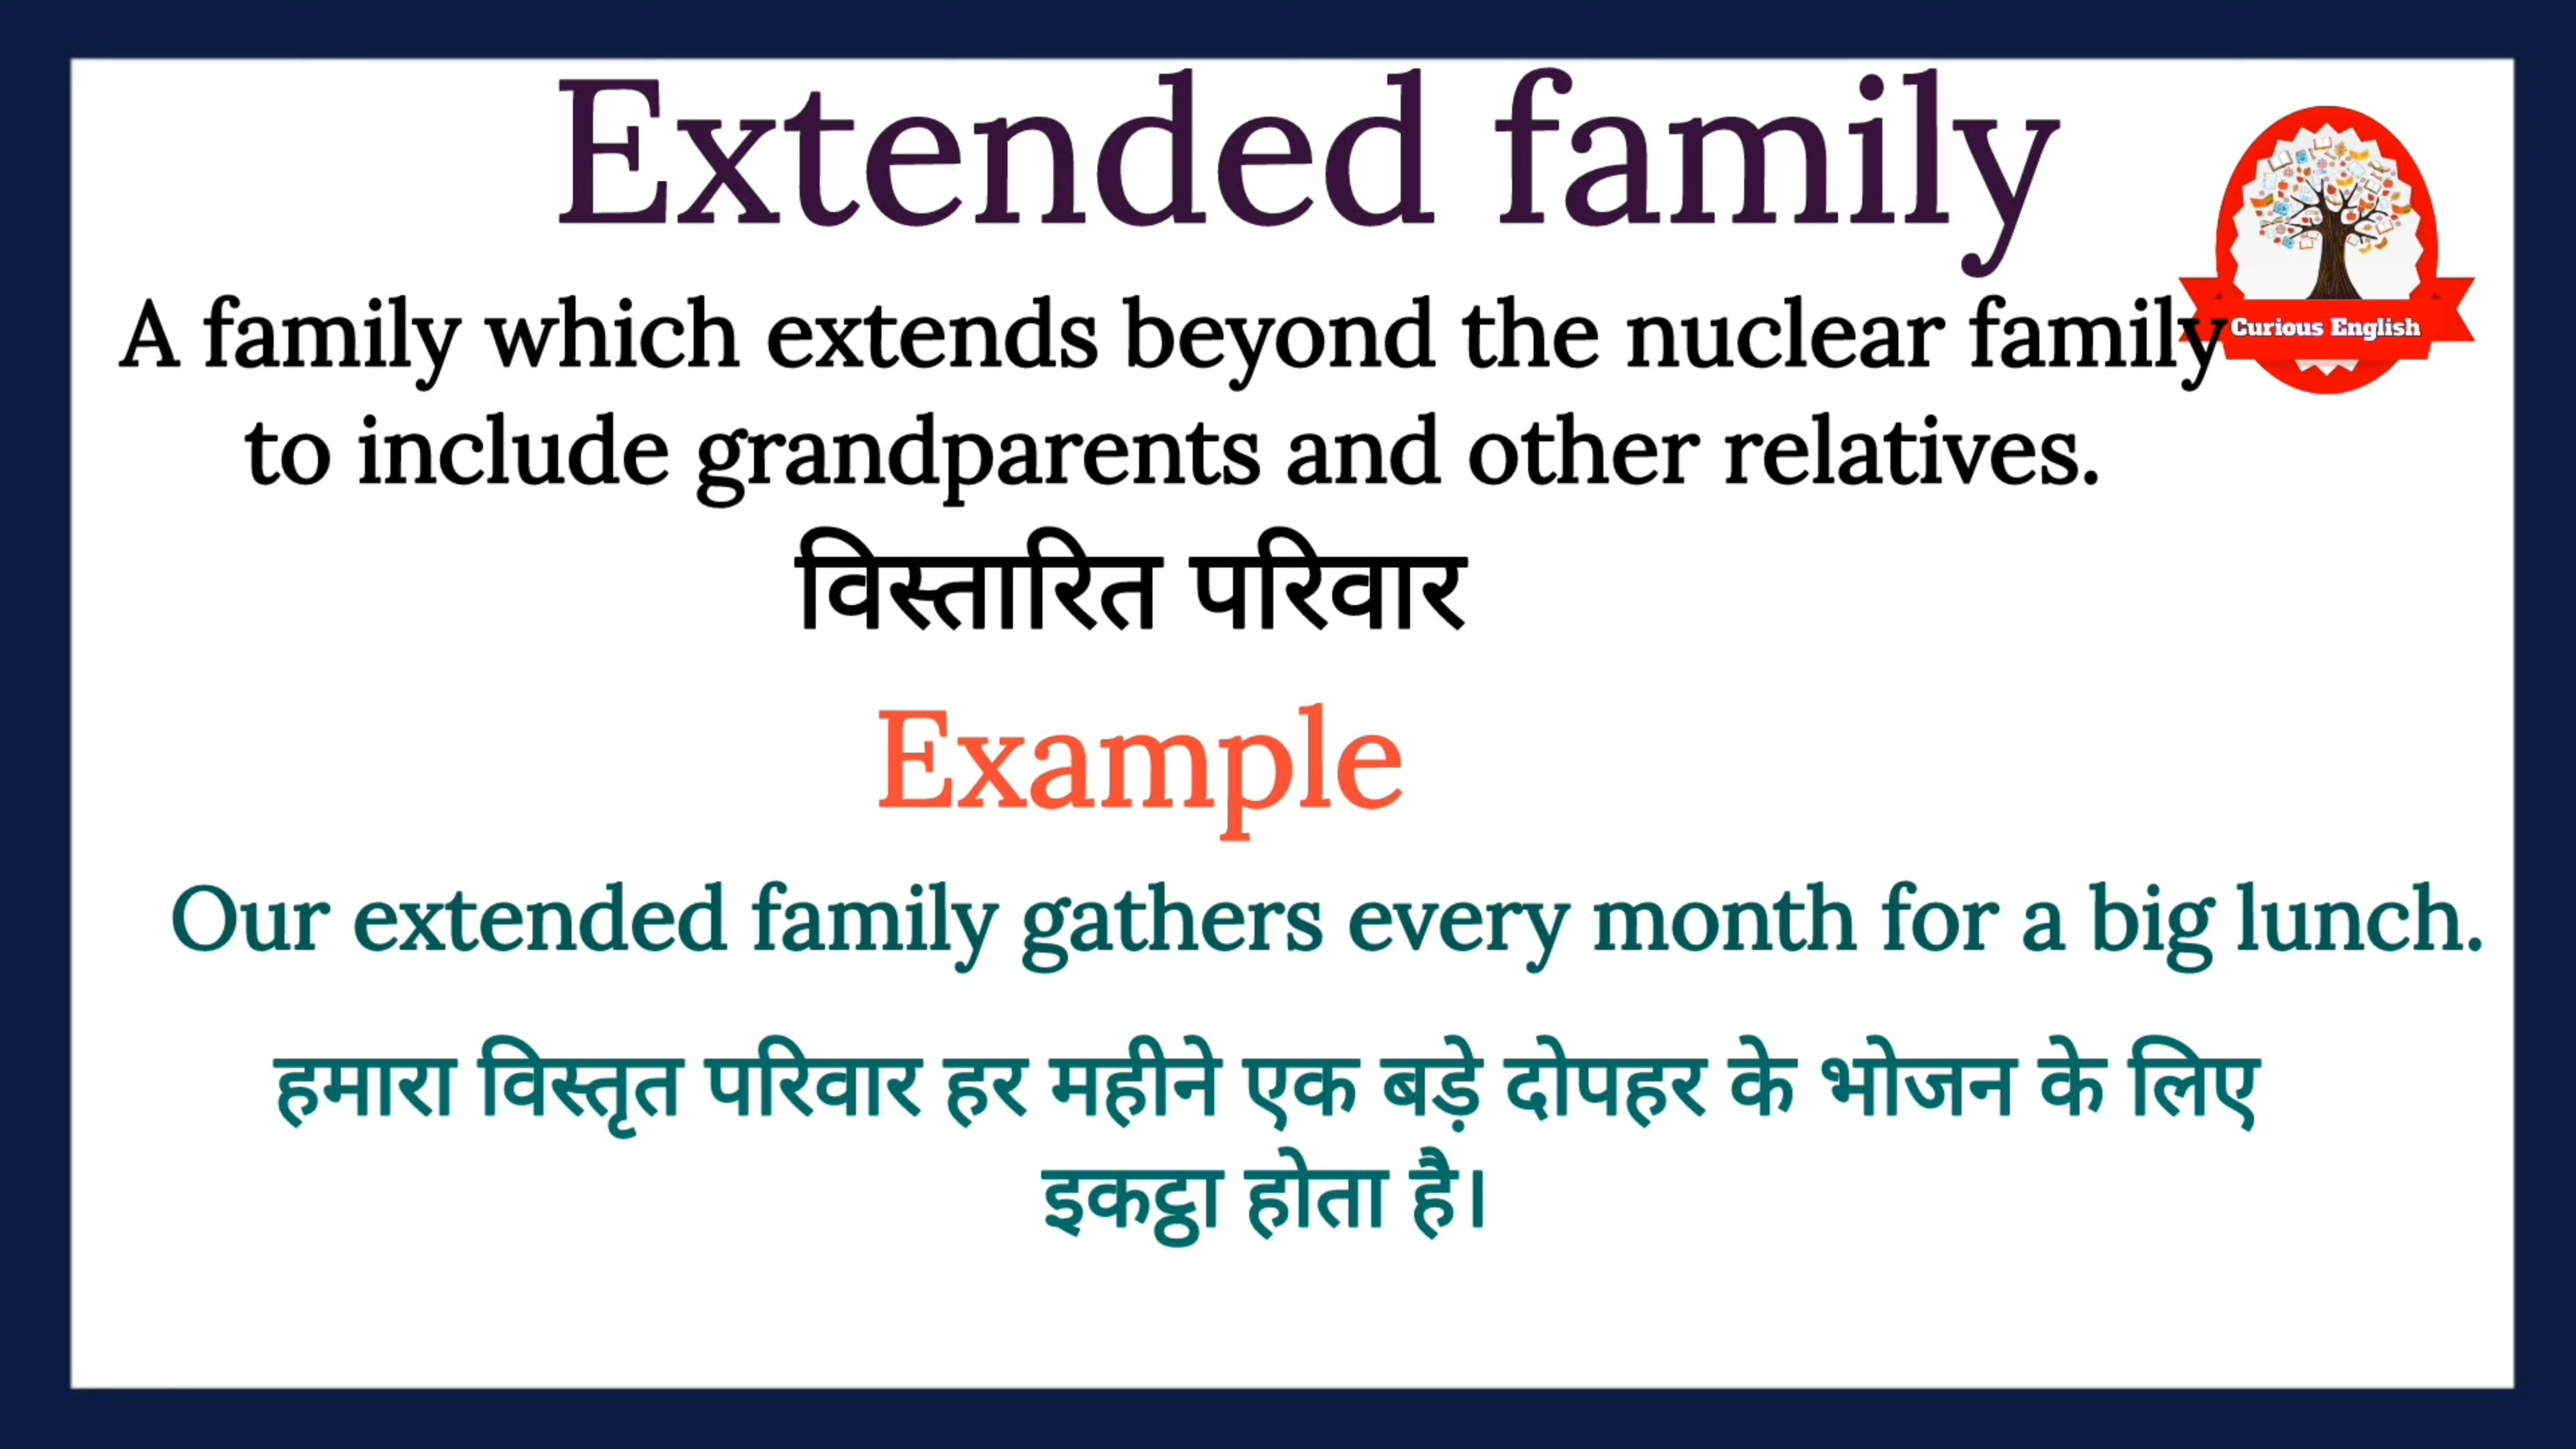 Extended family
A family which extends beyond the nuclear family
Curious English
to include grandparents and other relatives.
विस्तारित परिवार
Example
Our extended family gathers every month for a big lunch.
हमारा विस्तृत परिवार हर महीने एक बड़े दोपहर के भोजन के लिए
इकट्ठा होता है।